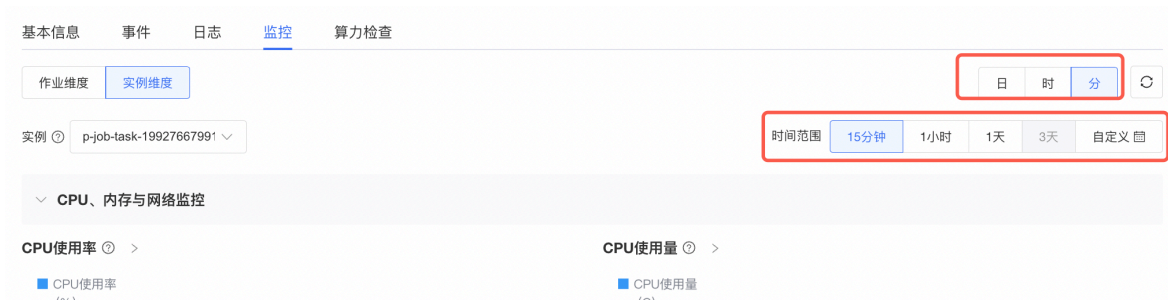 基本信息 事件 日志 监控 算力检查
作业维度 实例维度 日 时 分
实例 p-job-task-19927667991 时间范围 15分钟 1小时 1天 3天 自定义
CPU、内存与网络监控
CPU使用率 CPU使用量
CPU使用率 CPU使用量